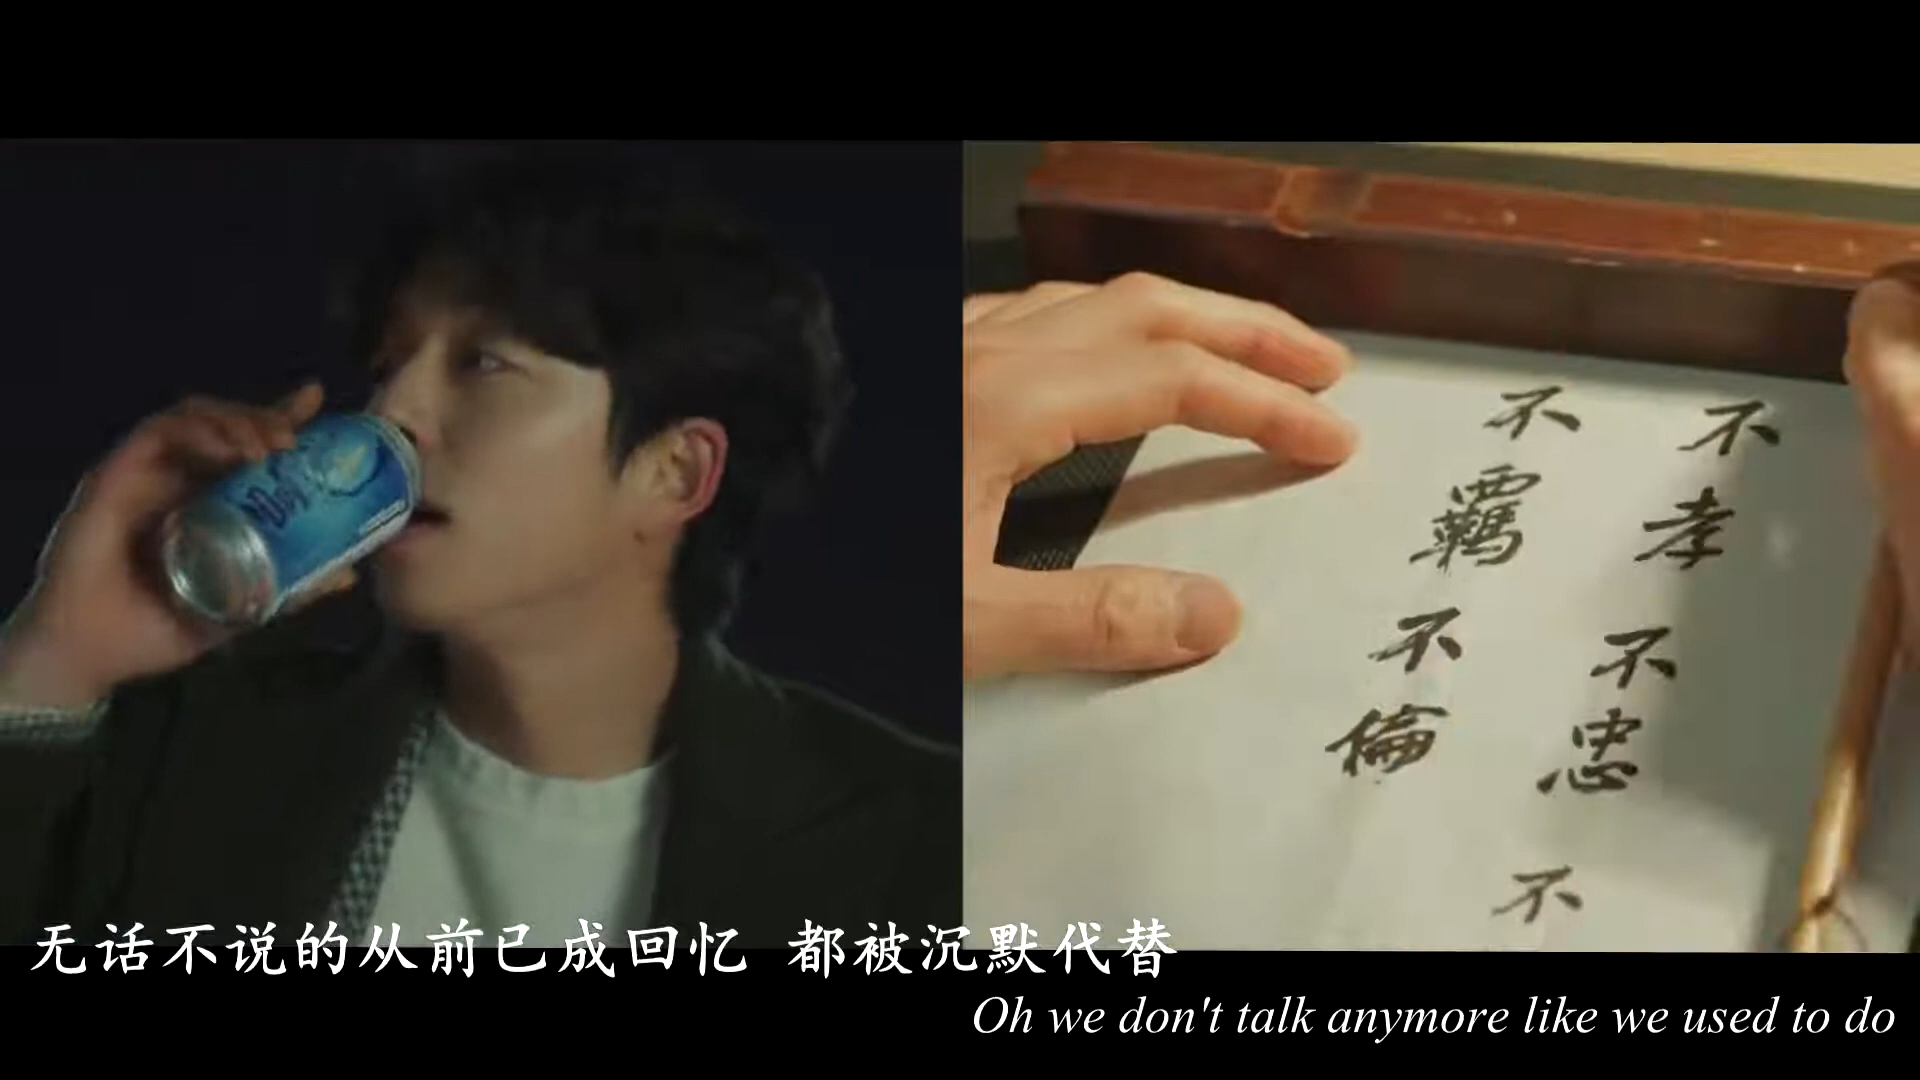 不孝不忠不
不羈不倫
无话不说的从前已成回忆 都被沉默代替
Oh we don't talk anymore like we used to do